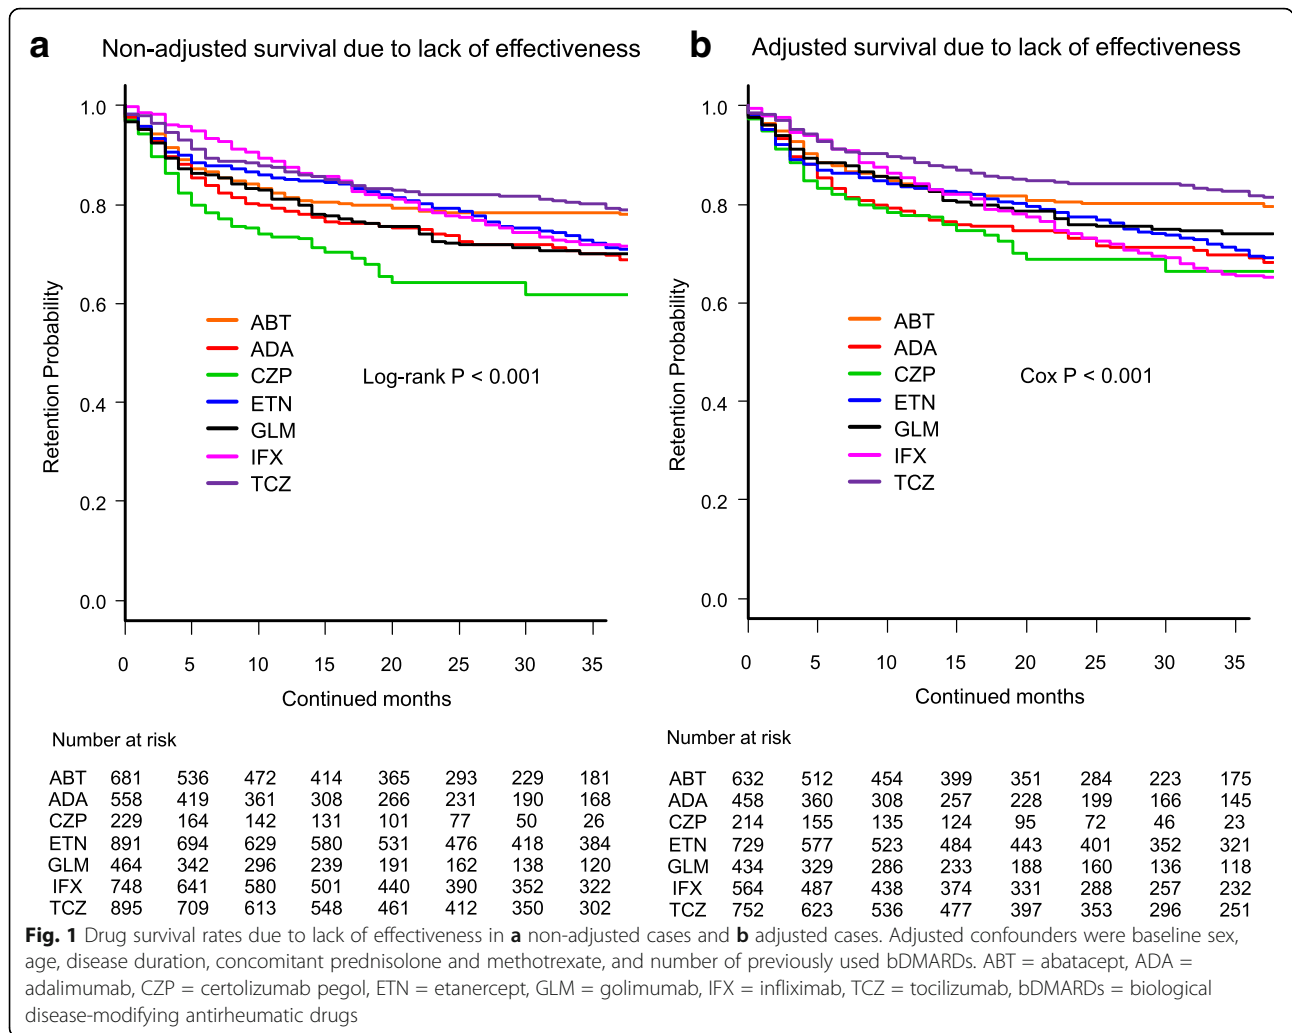 a Non-adjusted survival due to lack of effectiveness
1.0
0.8
0.6
0.4
0.2
0.0
Retention Probability
ABT
ADA
CZP
ETN
GLM
IFX
TCZ
Log-rank P < 0.001
0 5 10 15 20 25 30 35
Continued months
Number at risk
ABT 681 536 472 414 365 293 229 181
ADA 558 419 361 308 266 231 190 168
CZP 229 164 142 131 101 77 50 26
ETN 891 694 629 580 531 476 418 384
GLM 464 342 296 239 191 162 138 120
IFX 748 641 580 501 440 390 352 322
TCZ 895 709 613 548 461 412 350 302
b Adjusted survival due to lack of effectiveness
1.0
0.8
0.6
0.4
0.2
0.0
Retention Probability
ABT
ADA
CZP
ETN
GLM
IFX
TCZ
Cox P < 0.001
0 5 10 15 20 25 30 35
Continued months
Number at risk
ABT 632 512 454 399 351 284 223 175
ADA 458 360 308 257 228 199 166 145
CZP 214 155 135 124 95 72 46 23
ETN 729 577 523 484 443 401 352 321
GLM 434 329 286 233 188 160 136 118
IFX 564 487 438 374 331 288 257 232
TCZ 752 623 536 477 397 353 296 251
Fig. 1 Drug survival rates due to lack of effectiveness in a non-adjusted cases and b adjusted cases. Adjusted confounders were baseline sex,
age, disease duration, concomitant prednisolone and methotrexate, and number of previously used bDMARDs. ABT = abatacept, ADA =
adalimumab, CZP = certolizumab pegol, ETN = etanercept, GLM = golimumab, IFX = infliximab, TCZ = tocilizumab, bDMARDs = biological
disease-modifying antirheumatic drugs